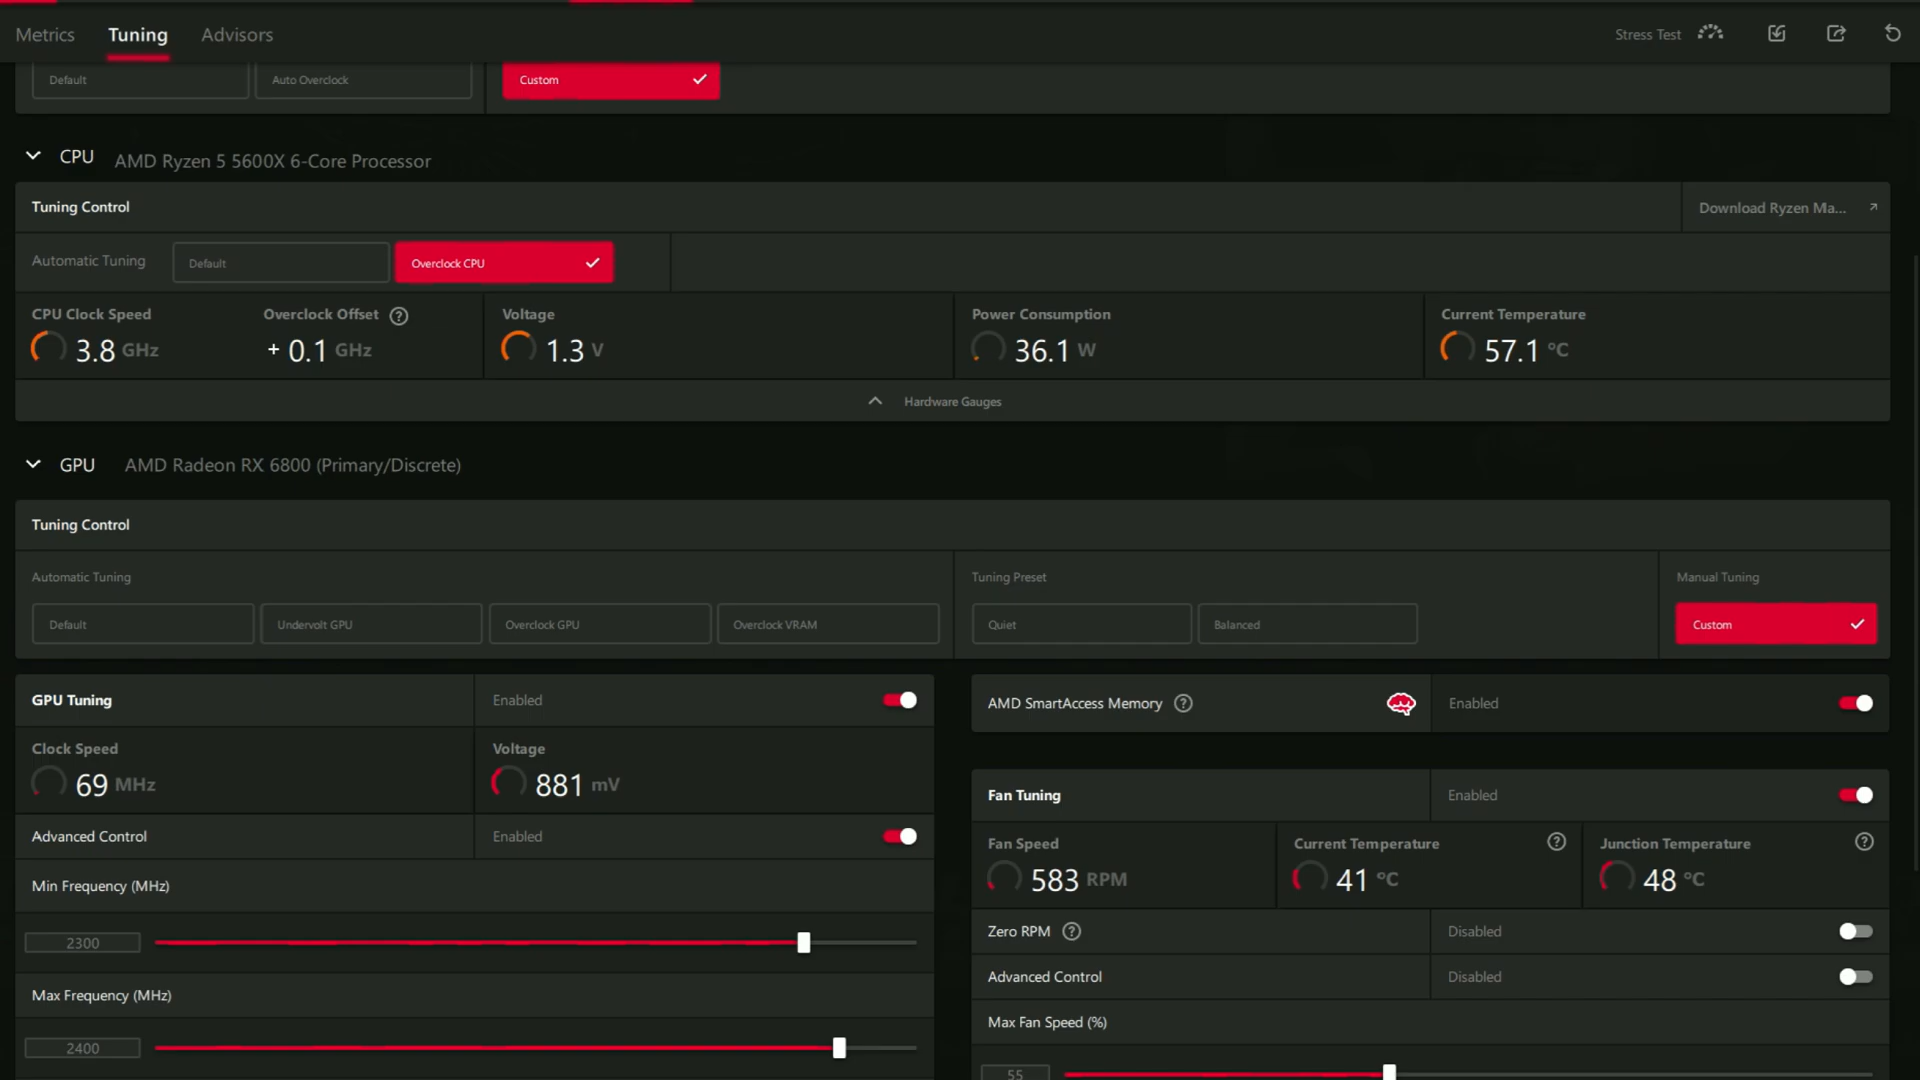 Metrics Tuning Advisors Stress Test
Default Auto Overclock Custom
CPU AMD Ryzen 5 5600X 6-Core Processor
Tuning Control Download Ryzen Ma...
Automatic Tuning Default Overclock CPU
CPU Clock Speed Overclock Offset ? Voltage Power Consumption Current Temperature
3.8 GHz + 0.1 GHz 1.3 V 36.1 W 57.1 °C
Hardware Gauges
GPU AMD Radeon RX 6800 (Primary/Discrete)
Tuning Control
Automatic Tuning Tuning Preset Manual Tuning
Default Undervolt GPU Overclock GPU Overclock VRAM Quiet Balanced Custom
GPU Tuning Enabled
Clock Speed Voltage
69 MHz 881 mV
Advanced Control Enabled
Min Frequency (MHz)
2300
Max Frequency (MHz)
2400
AMD SmartAccess Memory ? Enabled
Fan Tuning Enabled
Fan Speed Current Temperature ? Junction Temperature ?
583 RPM 41 °C 48 °C
Zero RPM ? Disabled
Advanced Control Disabled
Max Fan Speed (%)
55